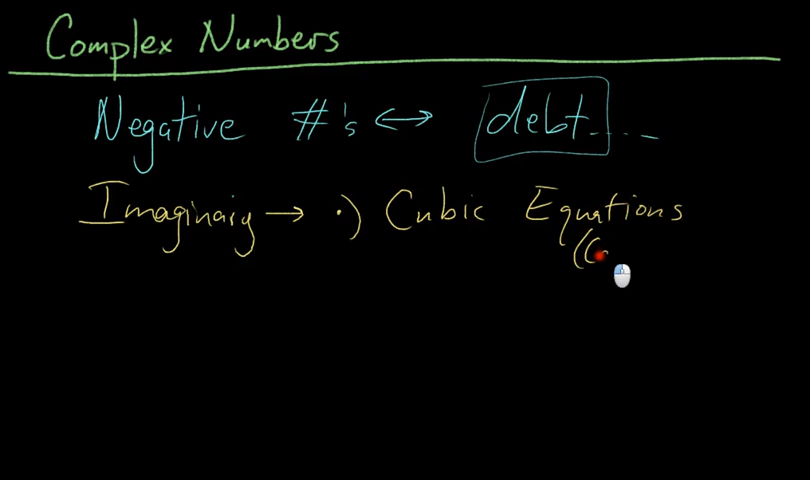 Complex Numbers
Negative #'s ↔ debt....
Imaginary → •) Cubic Equations
(C